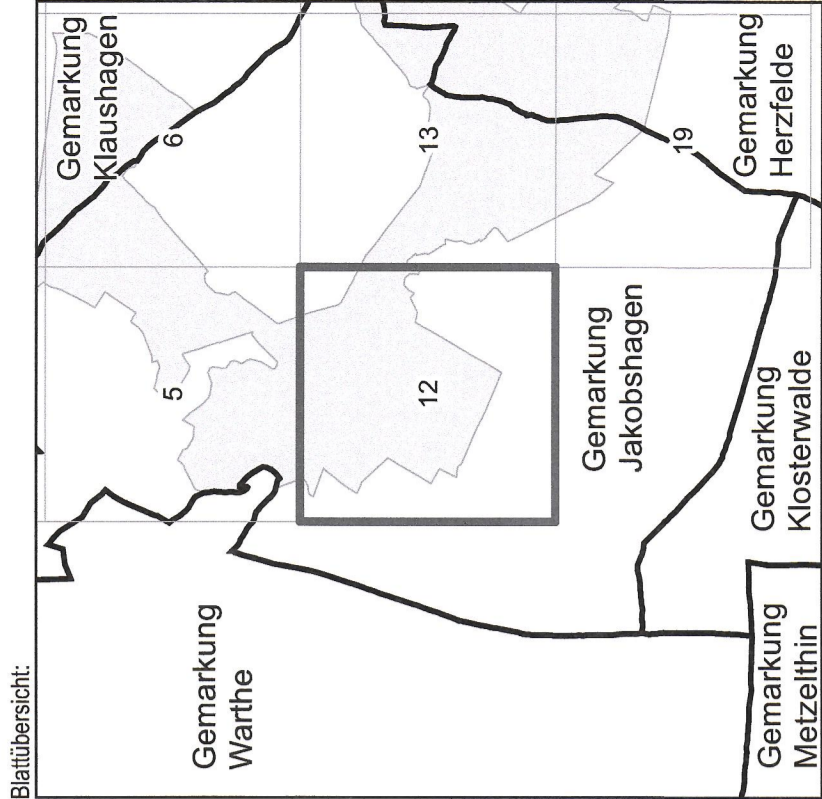 Blattübersicht:
Gemarkung
Klaushagen
5
6
Gemarkung
Warthe
12
13
Gemarkung
Jakobshagen
19
Gemarkung
Metzelthin
Gemarkung
Klosterwalde
Gemarkung
Herzfelde